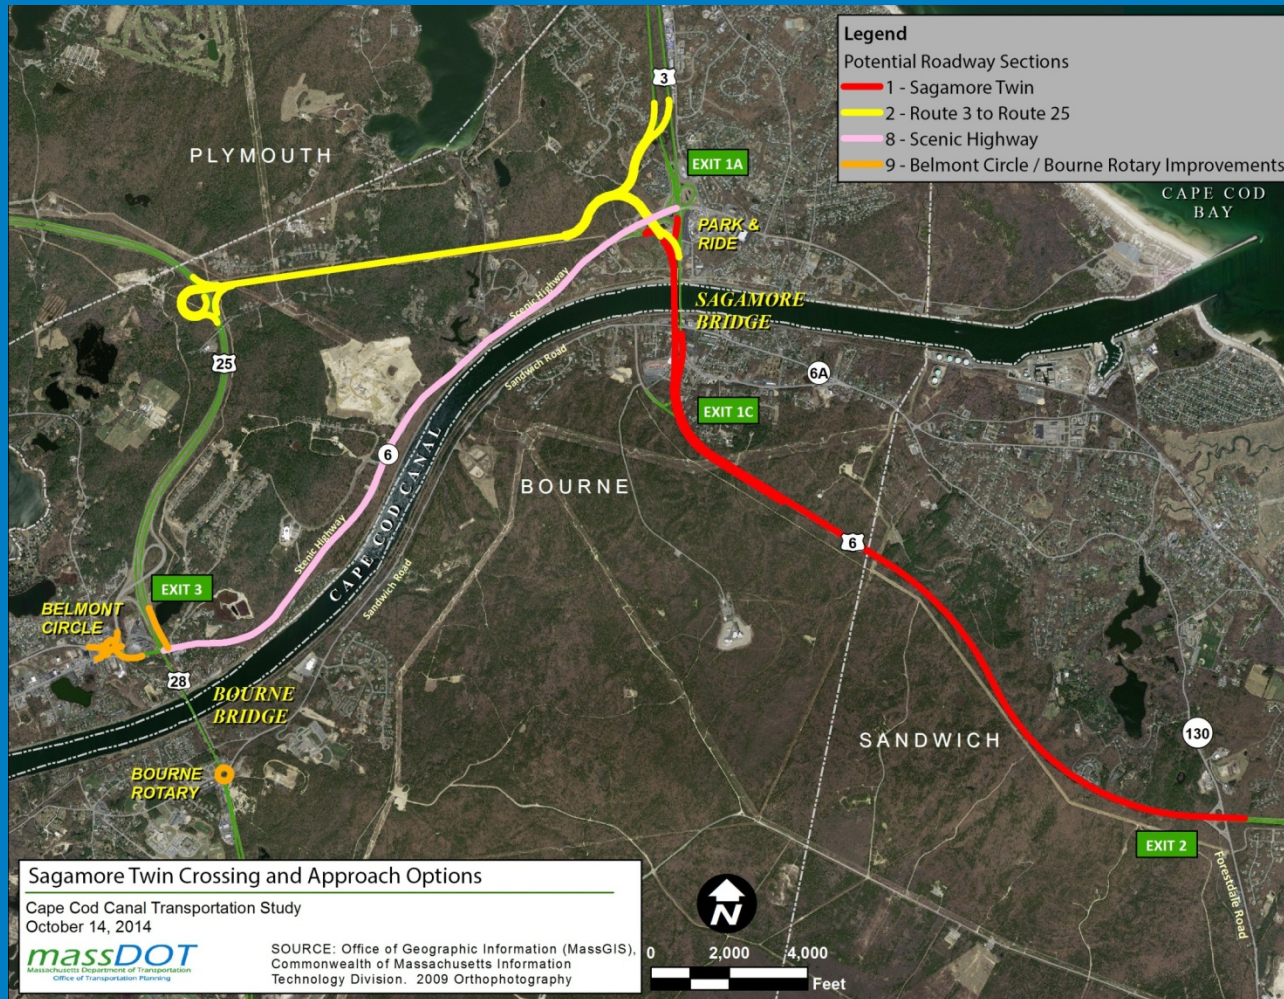 Legend
Potential Roadway Sections
1 - Sagamore Twin
2 - Route 3 to Route 25
8 - Scenic Highway
9 - Belmont Circle / Bourne Rotary Improvements
3
PLYMOUTH
EXIT 1A
CAPE COD
BAY
PARK &
RIDE
Scenic Highway
SAGAMORE
BRIDGE
25
Sandwich Road
6A
EXIT 1C
6
CAPE COD CANAL
BOURNE
Scenic Highway
6
Sandwich Road
EXIT 3
BELMONT
CIRCLE
28
BOURNE
BRIDGE
SANDWICH
130
BOURNE
ROTARY
EXIT 2
Forestdale Road
Sagamore Twin Crossing and Approach Options
Cape Cod Canal Transportation Study
October 14, 2014
massDOT
Massachusetts Department of Transportation
Office of Transportation Planning
SOURCE: Office of Geographic Information (MassGIS),
Commonwealth of Massachusetts Information
Technology Division. 2009 Orthophotography
N
0 2,000 4,000
Feet